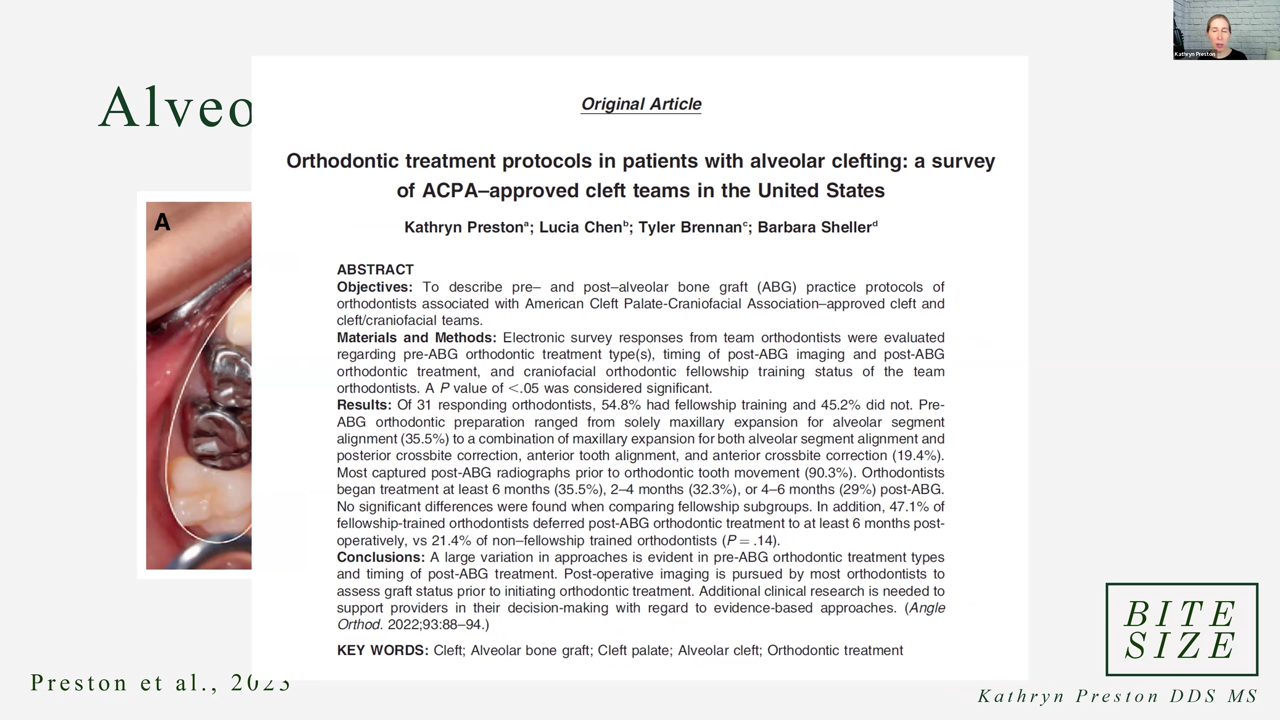 Kathryn Preston
Alveo
Original Article
Orthodontic treatment protocols in patients with alveolar clefting: a survey
of ACPA–approved cleft teams in the United States
Kathryn Prestonᵃ; Lucia Chenᵇ; Tyler Brennanᶜ; Barbara Shellerᵈ
A
ABSTRACT
Objectives: To describe pre– and post–alveolar bone graft (ABG) practice protocols of
orthodontists associated with American Cleft Palate-Craniofacial Association–approved cleft and
cleft/craniofacial teams.
Materials and Methods: Electronic survey responses from team orthodontists were evaluated
regarding pre-ABG orthodontic treatment type(s), timing of post-ABG imaging and post-ABG
orthodontic treatment, and craniofacial orthodontic fellowship training status of the team
orthodontists. A P value of <.05 was considered significant.
Results: Of 31 responding orthodontists, 54.8% had fellowship training and 45.2% did not. Pre-
ABG orthodontic preparation ranged from solely maxillary expansion for alveolar segment
alignment (35.5%) to a combination of maxillary expansion for both alveolar segment alignment and
posterior crossbite correction, anterior tooth alignment, and anterior crossbite correction (19.4%).
Most captured post-ABG radiographs prior to orthodontic tooth movement (90.3%). Orthodontists
began treatment at least 6 months (35.5%), 2–4 months (32.3%), or 4–6 months (29%) post-ABG.
No significant differences were found when comparing fellowship subgroups. In addition, 47.1% of
fellowship-trained orthodontists deferred post-ABG orthodontic treatment to at least 6 months post-
operatively, vs 21.4% of non–fellowship trained orthodontists (P = .14).
Conclusions: A large variation in approaches is evident in pre-ABG orthodontic treatment types
and timing of post-ABG treatment. Post-operative imaging is pursued by most orthodontists to
assess graft status prior to initiating orthodontic treatment. Additional clinical research is needed to
support providers in their decision-making with regard to evidence-based approaches. (Angle
Orthod. 2022;93:88–94.)
KEY WORDS: Cleft; Alveolar bone graft; Cleft palate; Alveolar cleft; Orthodontic treatment
Preston et al., 2023
BITE
SIZE
Kathryn Preston DDS MS